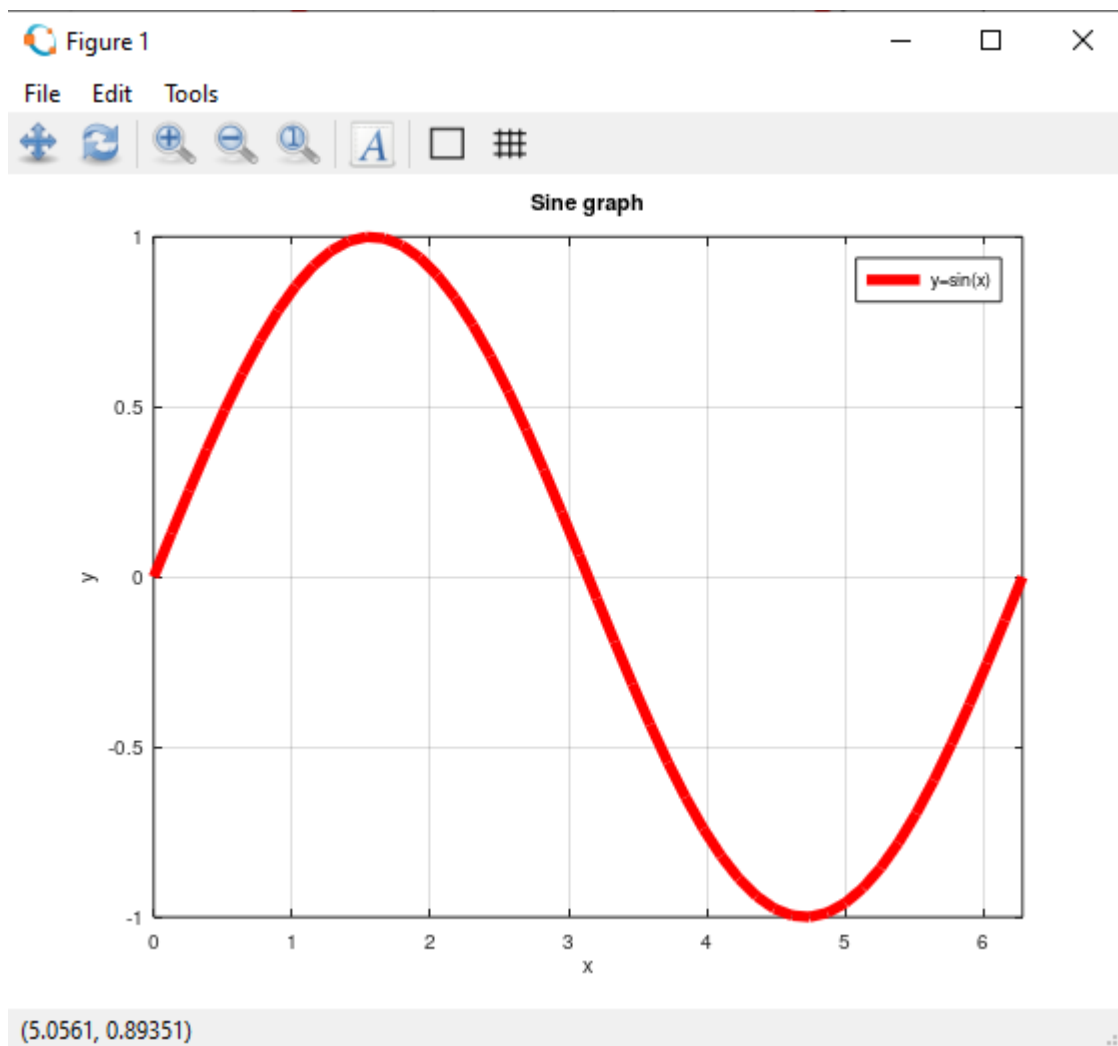 Figure 1
File Edit Tools
Sine graph
y=sin(x)
1
0.5
0
-0.5
-1
y
0 1 2 3 4 5 6
x
(5.0561, 0.89351)